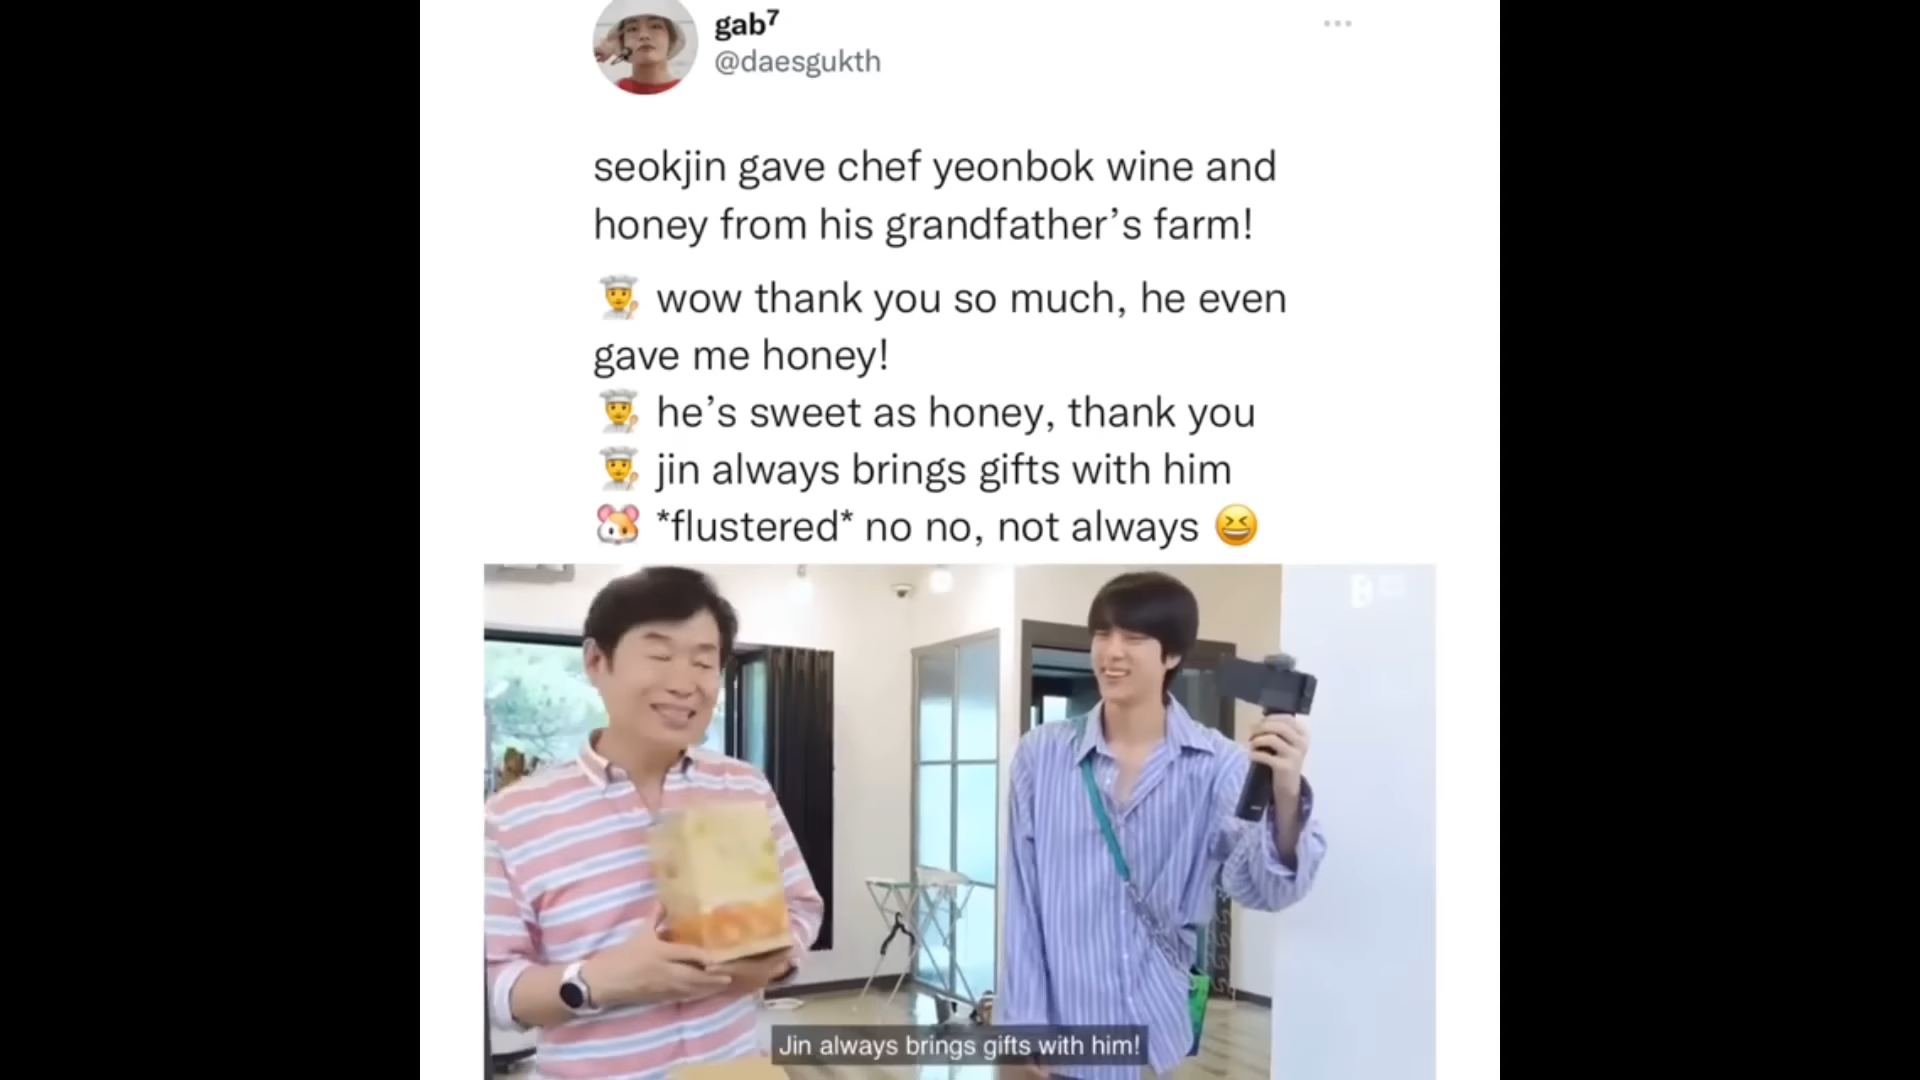 gab⁷
@daesgukth
seokjin gave chef yeonbok wine and
honey from his grandfather’s farm!
👨‍🍳 wow thank you so much, he even
gave me honey!
👨‍🍳 he’s sweet as honey, thank you
👨‍🍳 jin always brings gifts with him
🐹 *flustered* no no, not always 😆
Jin always brings gifts with him!